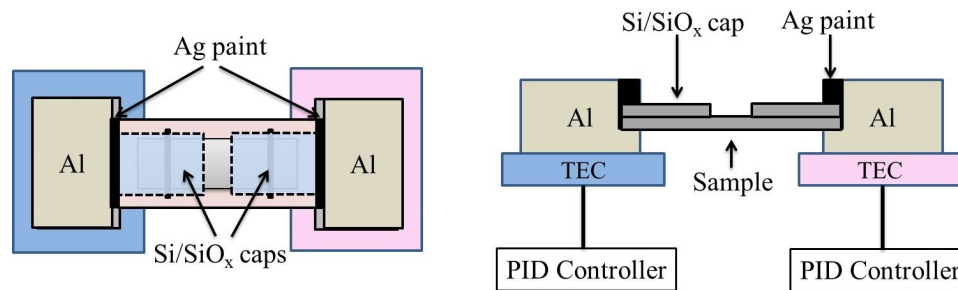 Ag paint
Al
Al
Si/SiOx caps
Si/SiOx cap
Ag paint
Al
Al
TEC
TEC
Sample
PID Controller
PID Controller